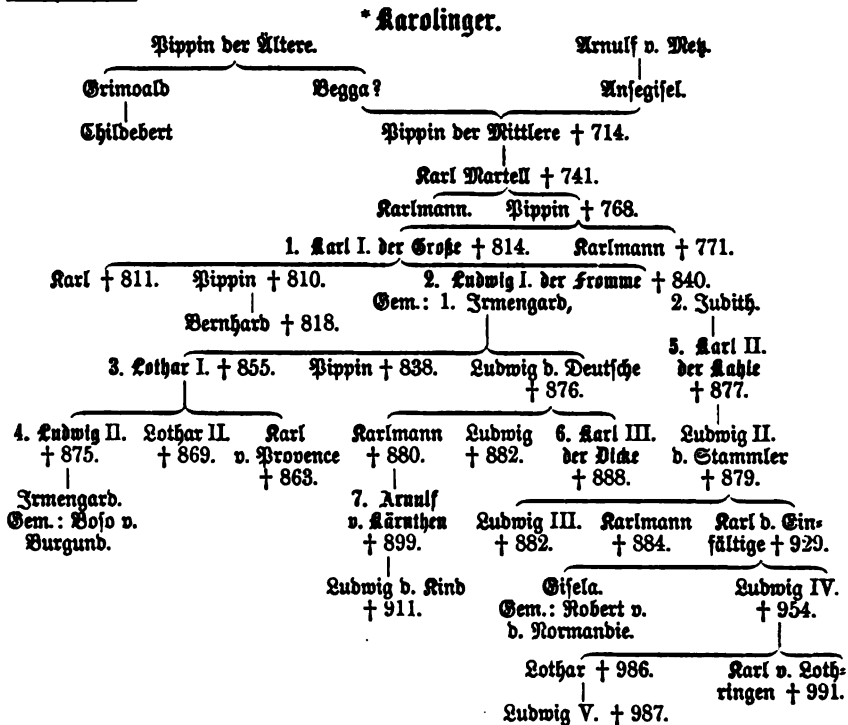 * Karolinger.
Pippin der Ältere. Arnulf v. Metz.
Grimoald Begga? Ansegisel.
Childebert Pippin der Mittlere † 714.
Karl Martell † 741.
Karlmann. Pippin † 768.
1. Karl I. der Große † 814. Karlmann † 771.
Karl † 811. Pippin † 810. 2. Ludwig I. der Fromme † 840.
Gem.: 1. Irmengard, 2. Judith.
Bernhard † 818.
5. Karl II.
3. Lothar I. † 855. Pippin † 838. Ludwig d. Deutsche der Kahle
† 876. † 877.
4. Ludwig II. Lothar II. Karl Karlmann Ludwig 6. Karl III. Ludwig II.
† 875. † 869. v. Provence † 880. † 882. der Dicke d. Stammler
† 863. † 888. † 879.
Irmengard. 7. Arnulf
Gem.: Boso v. v. Kärnthen Ludwig III. Karlmann Karl d. Ein=
Burgund. † 899. † 882. † 884. fältige † 929.
Ludwig d. Kind Gisela. Ludwig IV.
† 911. Gem.: Robert v. † 954.
d. Normandie.
Lothar † 986. Karl v. Loth=
ringen † 991.
Ludwig V. † 987.